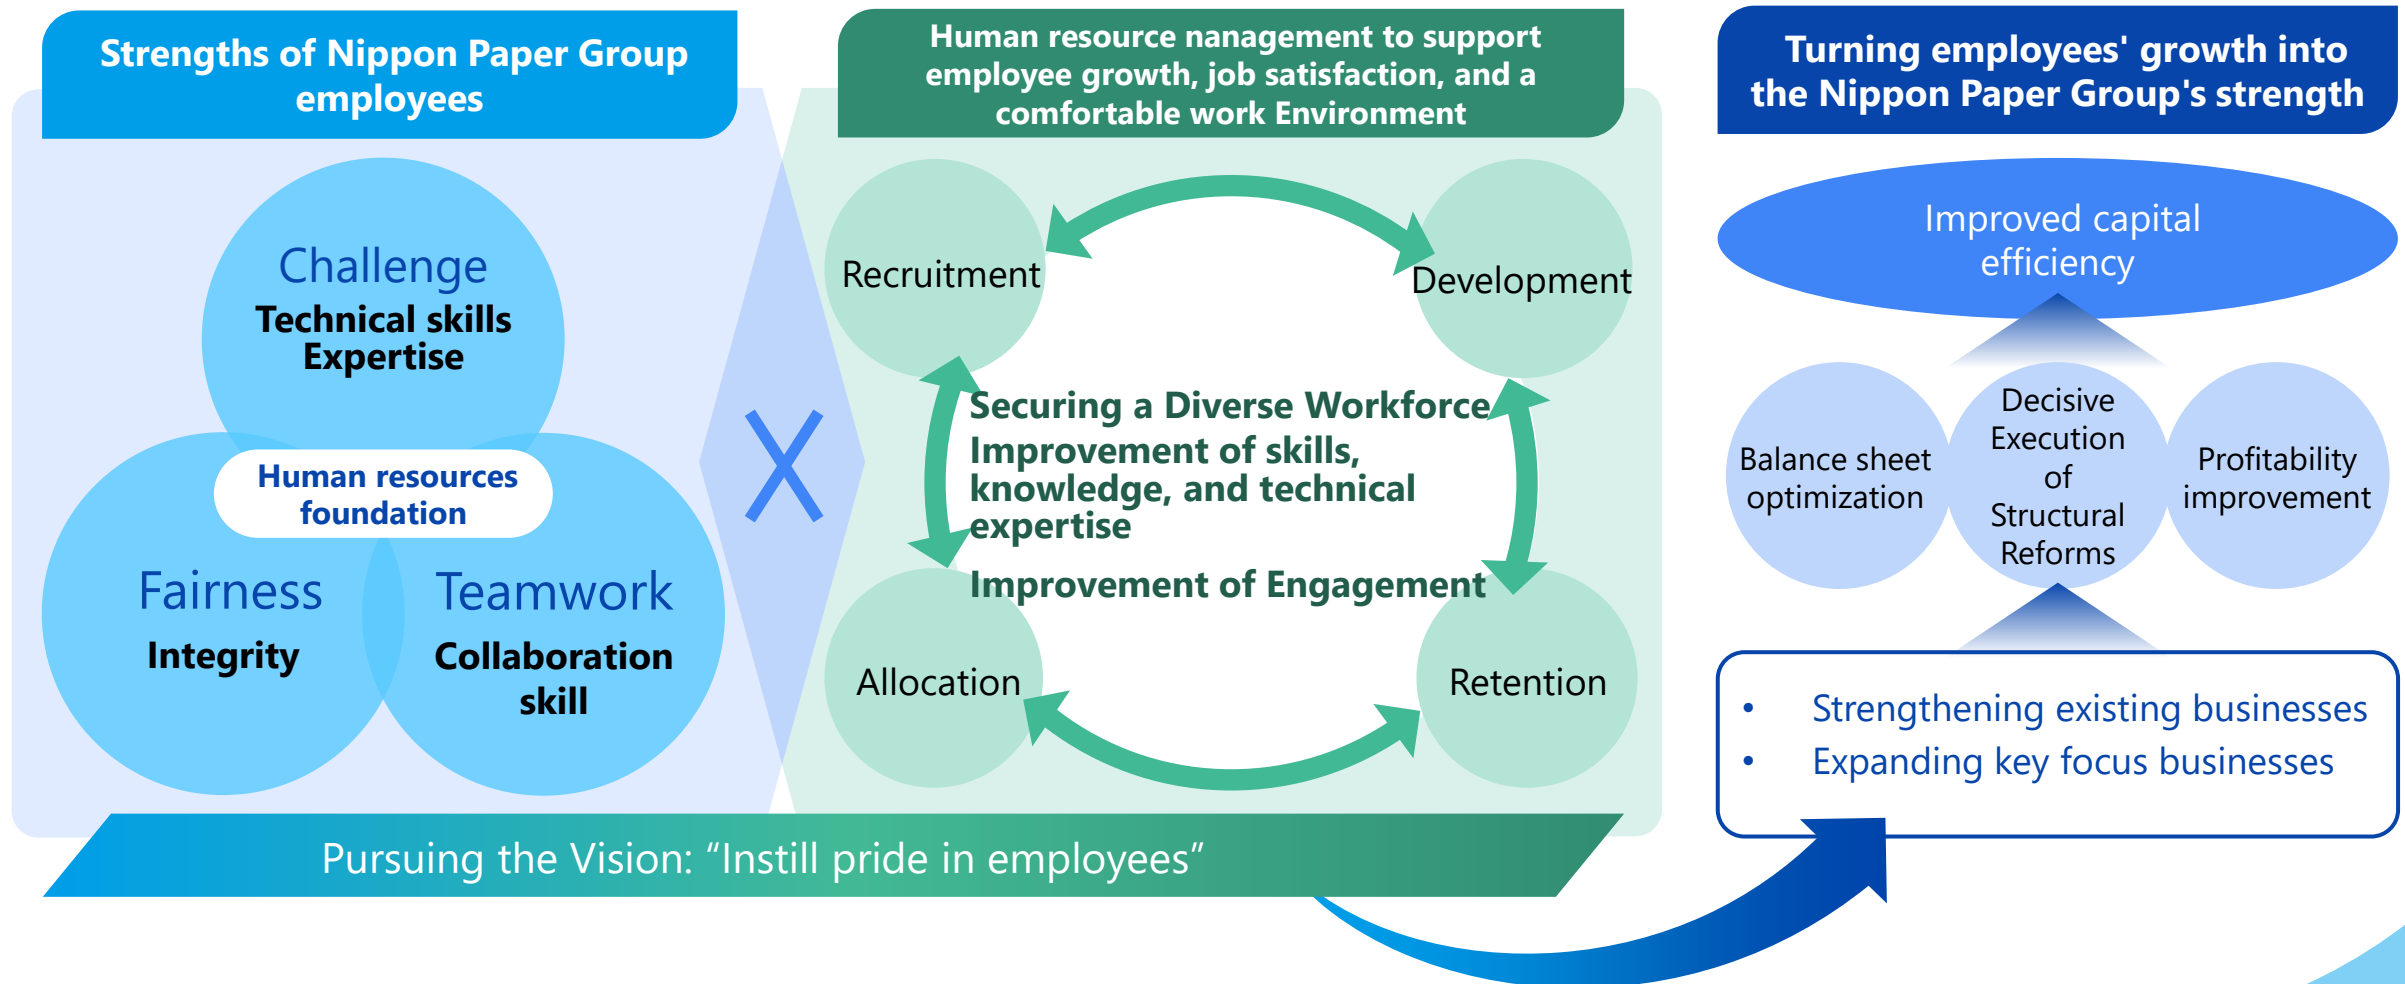 Strengths of Nippon Paper Group
employees
Challenge
Technical skills
Expertise
Human resources
foundation
Fairness
Integrity
Teamwork
Collaboration
skill
X
Human resource nanagement to support
employee growth, job satisfaction, and a
comfortable work Environment
Recruitment
Development
Securing a Diverse Workforce
Improvement of skills,
knowledge, and technical
expertise
Improvement of Engagement
Allocation
Retention
Pursuing the Vision: “Instill pride in employees”
Turning employees' growth into
the Nippon Paper Group's strength
Improved capital
efficiency
Balance sheet
optimization
Decisive
Execution
of
Structural
Reforms
Profitability
improvement
• Strengthening existing businesses
• Expanding key focus businesses